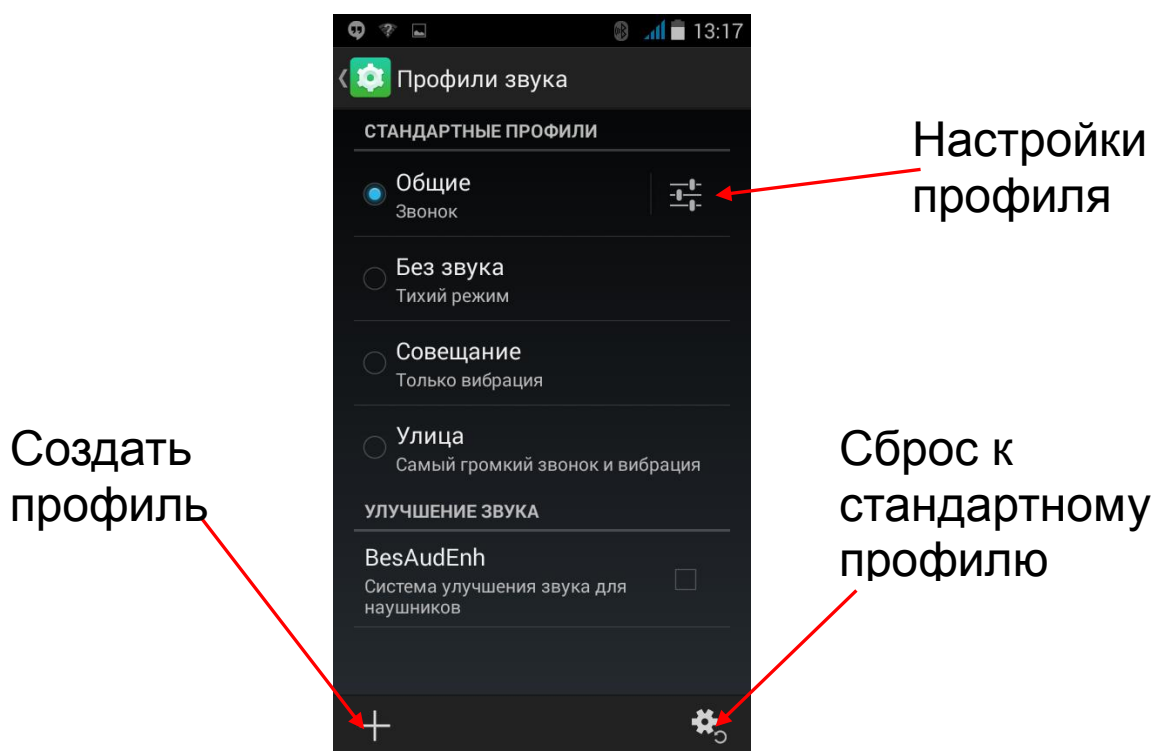 13:17
Профили звука
СТАНДАРТНЫЕ ПРОФИЛИ
Общие
Звонок
Настройки
профиля
Без звука
Тихий режим
Совещание
Только вибрация
Улица
Самый громкий звонок и вибрация
Создать
профиль
Сброс к
стандартному
профилю
УЛУЧШЕНИЕ ЗВУКА
BesAudEnh
Система улучшения звука для
наушников